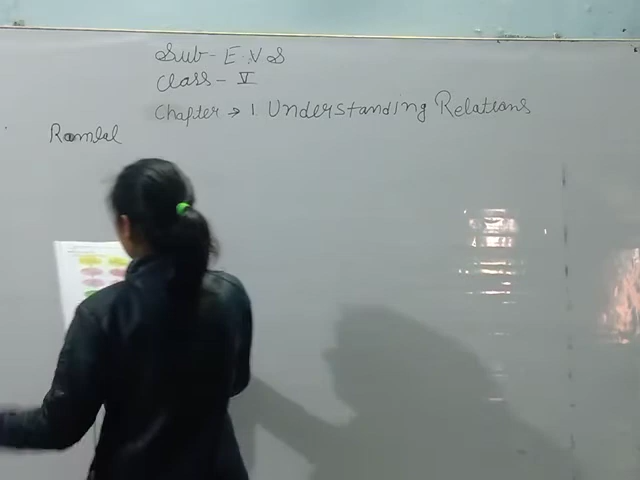 Sub- E.V.S
Class - V
Chapter → 1. Understanding Relations
Ramlal